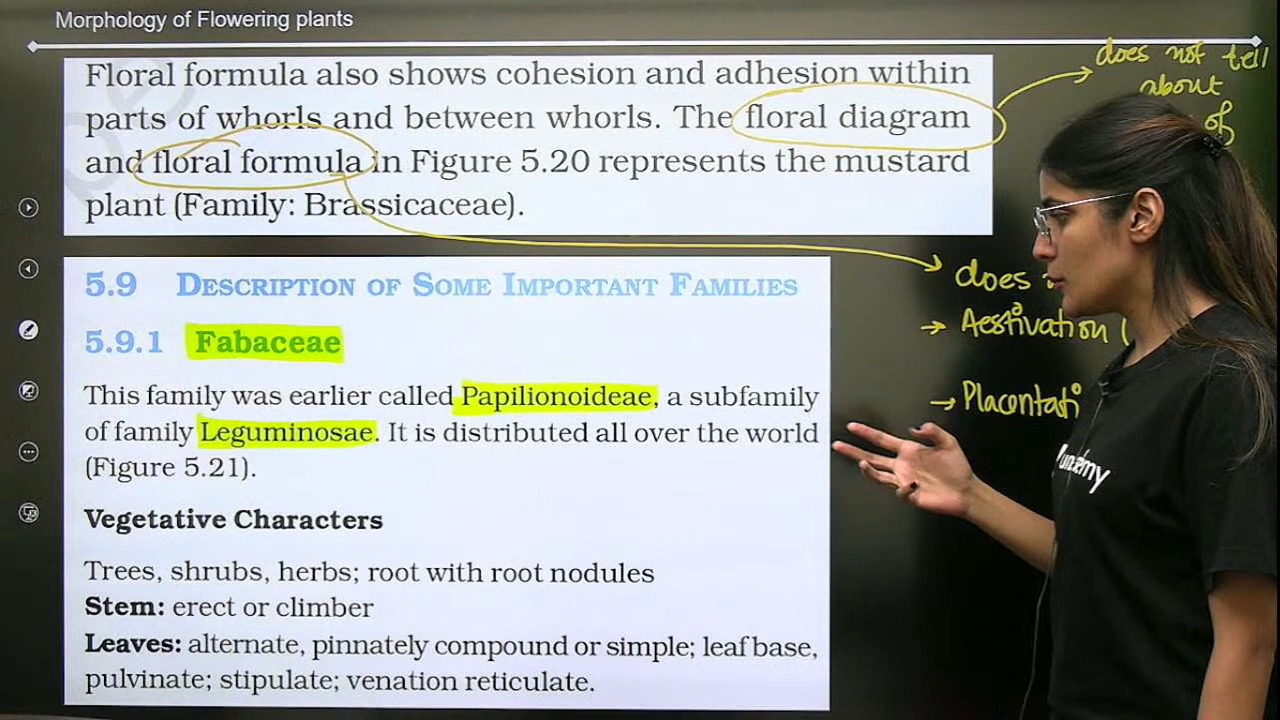 Morphology of Flowering plants
Floral formula also shows cohesion and adhesion within
parts of whorls and between whorls. The floral diagram
and floral formula in Figure 5.20 represents the mustard
plant (Family: Brassicaceae).
does not tell
about
of
does
→ Aestivation (
→ Placentati
5.9 DESCRIPTION OF SOME IMPORTANT FAMILIES
5.9.1 Fabaceae
This family was earlier called Papilionoideae, a subfamily
of family Leguminosae. It is distributed all over the world
(Figure 5.21).
Vegetative Characters
Trees, shrubs, herbs; root with root nodules
Stem: erect or climber
Leaves: alternate, pinnately compound or simple; leaf base,
pulvinate; stipulate; venation reticulate.
unacademy